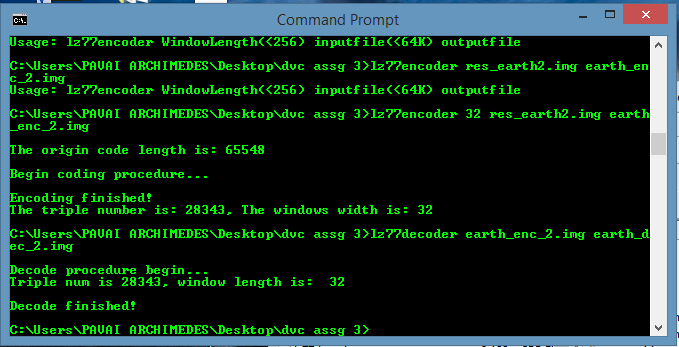 Command Prompt
Usage: lz77encoder WindowLength(<256) inputfile(<64K) outputfile
C:\Users\PAVAI ARCHIMEDES\Desktop\dvc assg 3>lz77encoder res_earth2.img earth_en
c_2.img
Usage: lz77encoder WindowLength(<256) inputfile(<64K) outputfile
C:\Users\PAVAI ARCHIMEDES\Desktop\dvc assg 3>lz77encoder 32 res_earth2.img earth
_enc_2.img
The origin code length is: 65548
Begin coding procedure...
Encoding finished!
The triple number is: 28343, The windows width is: 32
C:\Users\PAVAI ARCHIMEDES\Desktop\dvc assg 3>lz77decoder earth_enc_2.img earth_d
ec_2.img
Decode procedure begin...
Triple num is 28343, window length is:  32
Decode finished!
C:\Users\PAVAI ARCHIMEDES\Desktop\dvc assg 3>